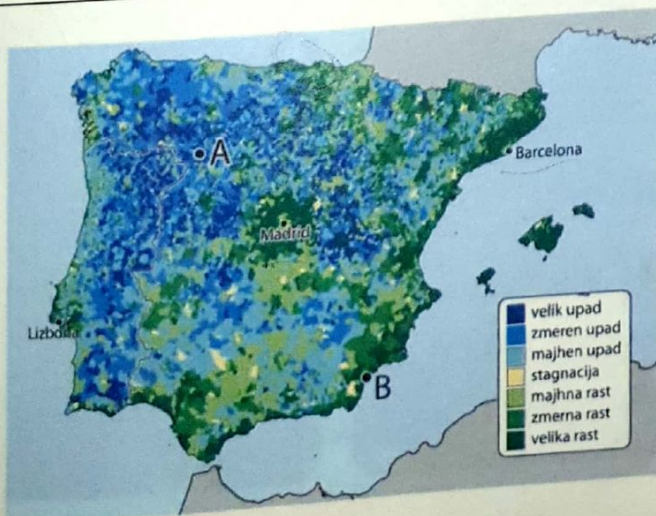 A
Barcelona
Madrid
Lizbona
B
velik upad
zmeren upad
majhen upad
stagnacija
majhna rast
zmerna rast
velika rast